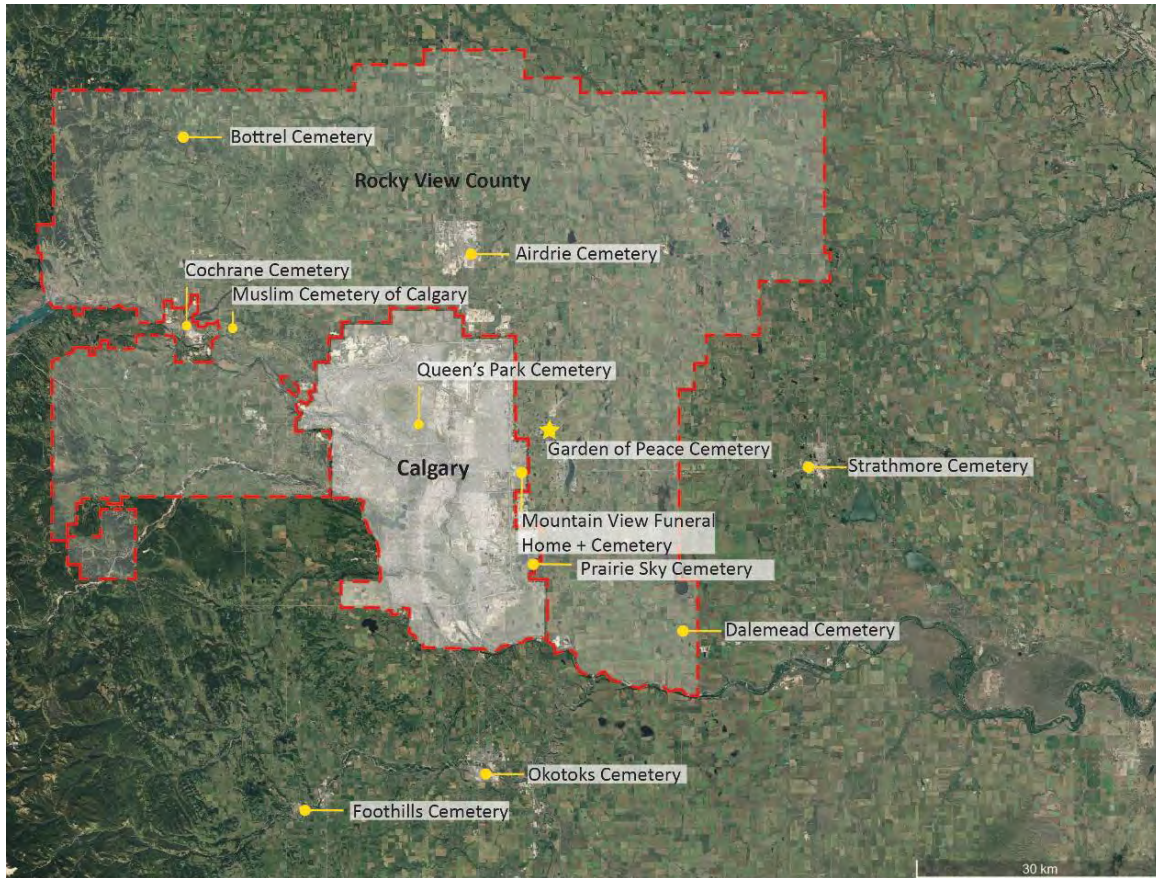 Bottrel Cemetery
Rocky View County
Airdrie Cemetery
Cochrane Cemetery
Muslim Cemetery of Calgary
Queen's Park Cemetery
Garden of Peace Cemetery
Calgary
Strathmore Cemetery
Mountain View Funeral
Home + Cemetery
Prairie Sky Cemetery
Dalemead Cemetery
Okotoks Cemetery
Foothills Cemetery
30 km